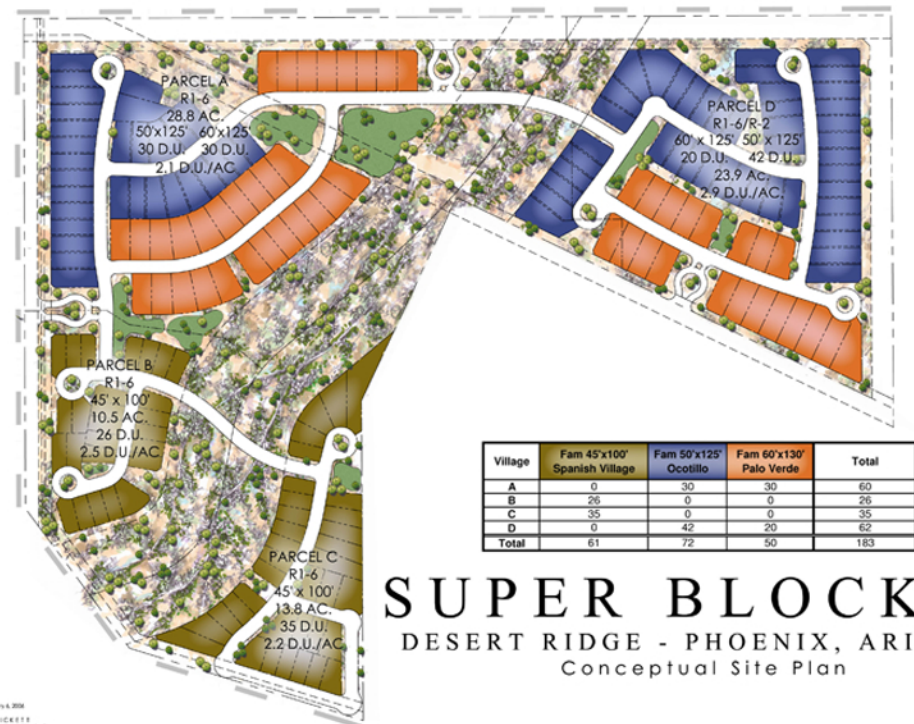 PARCEL A
R1-6
28.8 AC.
50'x125' 60'x125'
30 D.U. 30 D.U.
2.1 D.U./AC
PARCEL D
R1-6/R-2
60' x 125' 50' x 125'
20 D.U. 42 D.U.
23.9 Ac.
2.9 D.U./AC.
PARCEL B
R1-6
45' x 100'
10.5 AC.
26 D.U.
2.5 D.U./AC
PARCEL C
R1-6
45' x 100'
13.8 AC.
35 D.U.
2.2 D.U./AC
Village Fam 45'x100' Spanish Village Fam 50'x125' Ocotillo Fam 60'x130' Palo Verde Total
A 0 30 30 60
B 26 0 0 26
C 35 0 0 35
D 0 42 20 62
Total 61 72 50 183
SUPER BLOCK
DESERT RIDGE - PHOENIX, ARI
Conceptual Site Plan
6, 2006